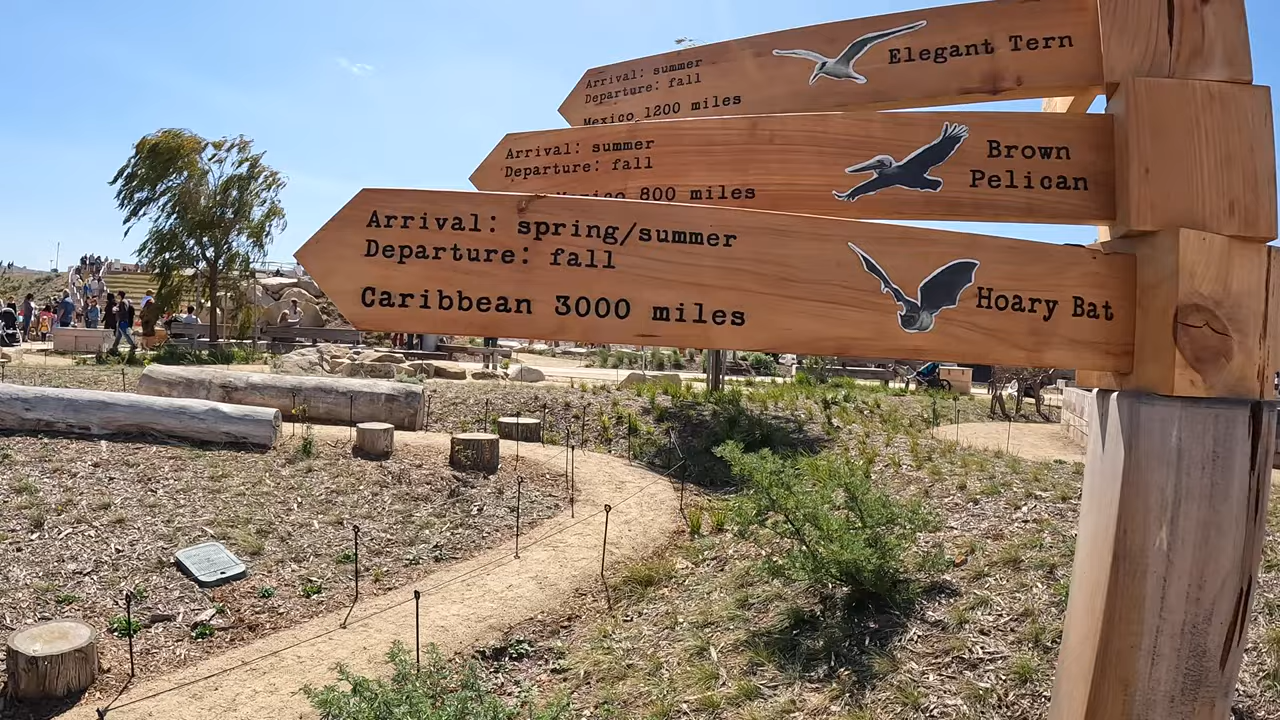 Arrival: summer
Departure: fall
Mexico 1200 miles
Elegant Tern
Arrival: summer
Departure: fall
Mexico 800 miles
Brown
Pelican
Arrival: spring/summer
Departure: fall
Caribbean 3000 miles
Hoary Bat